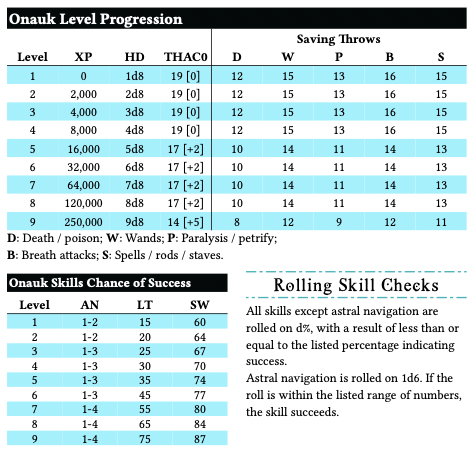 Onauk Level Progression
Saving Throws
Level XP HD THAC0 D W P B S
1 0 1d8 19 [0] 12 15 13 16 15
2 2,000 2d8 19 [0] 12 15 13 16 15
3 4,000 3d8 19 [0] 12 15 13 16 15
4 8,000 4d8 19 [0] 12 15 13 16 15
5 16,000 5d8 17 [+2] 10 14 11 14 13
6 32,000 6d8 17 [+2] 10 14 11 14 13
7 64,000 7d8 17 [+2] 10 14 11 14 13
8 120,000 8d8 17 [+2] 10 14 11 14 13
9 250,000 9d8 14 [+5] 8 12 9 12 11
D: Death / poison; W: Wands; P: Paralysis / petrify;
B: Breath attacks; S: Spells / rods / staves.
Onauk Skills Chance of Success
Level AN LT SW
1 1-2 15 60
2 1-2 20 64
3 1-3 25 67
4 1-3 30 70
5 1-3 35 74
6 1-3 45 77
7 1-4 55 80
8 1-4 65 84
9 1-4 75 87
Rolling Skill Checks
All skills except astral navigation are
rolled on d%, with a result of less than or
equal to the listed percentage indicating
success.
Astral navigation is rolled on 1d6. If the
roll is within the listed range of numbers,
the skill succeeds.